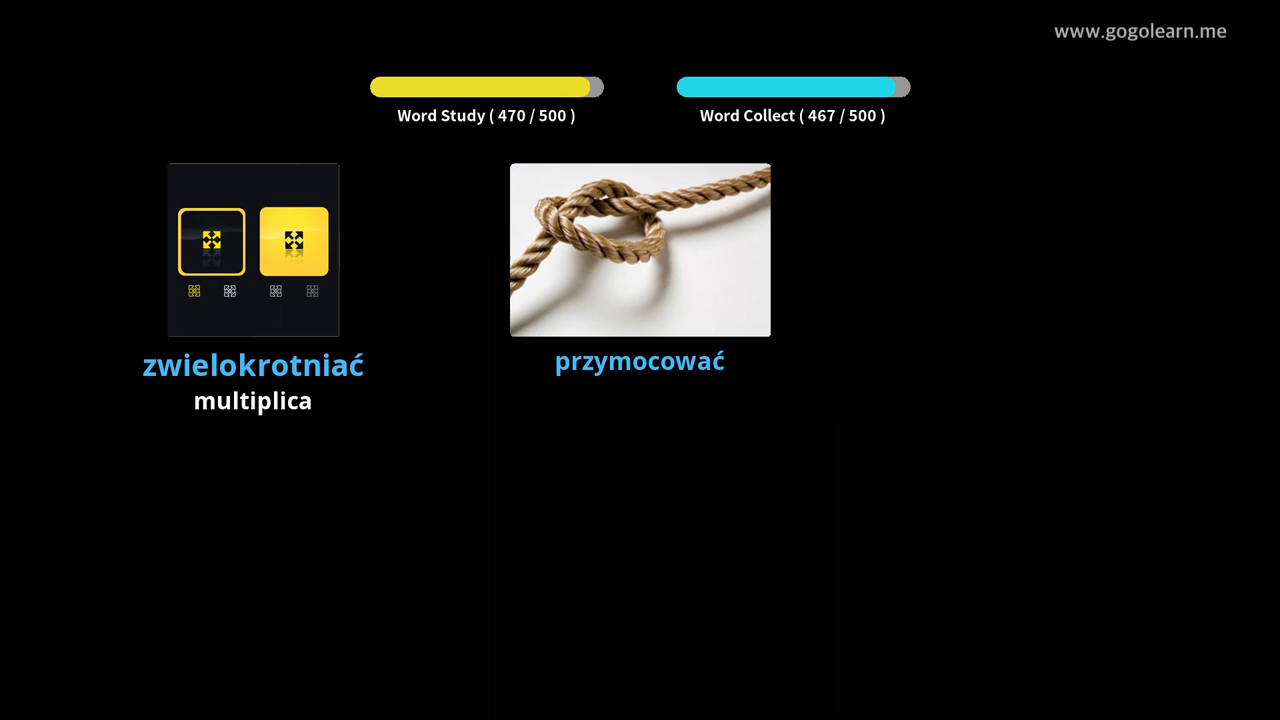 www.gogolearn.me
Word Study ( 470 / 500 )
Word Collect ( 467 / 500 )
zwielokrotniać
multiplica
przymocować